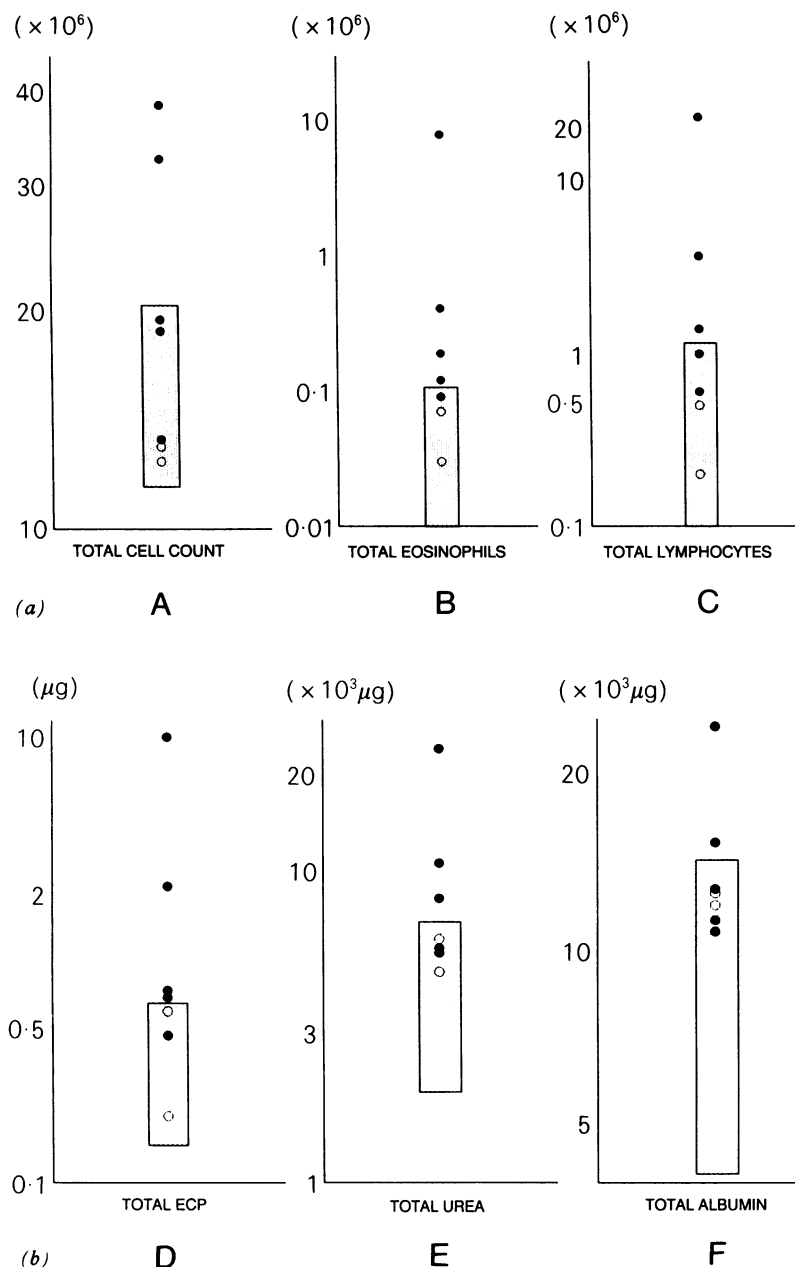 (×10⁶) (×10⁶) (×10⁶)
40
30
20
10
TOTAL CELL COUNT
10
1
0·1
0·01
TOTAL EOSINOPHILS
20
10
1
0·5
0·1
TOTAL LYMPHOCYTES
(a) A B C
(μg) (×10³μg) (×10³μg)
10
2
0·5
0·1
TOTAL ECP
20
10
3
1
TOTAL UREA
20
10
5
TOTAL ALBUMIN
(b) D E F